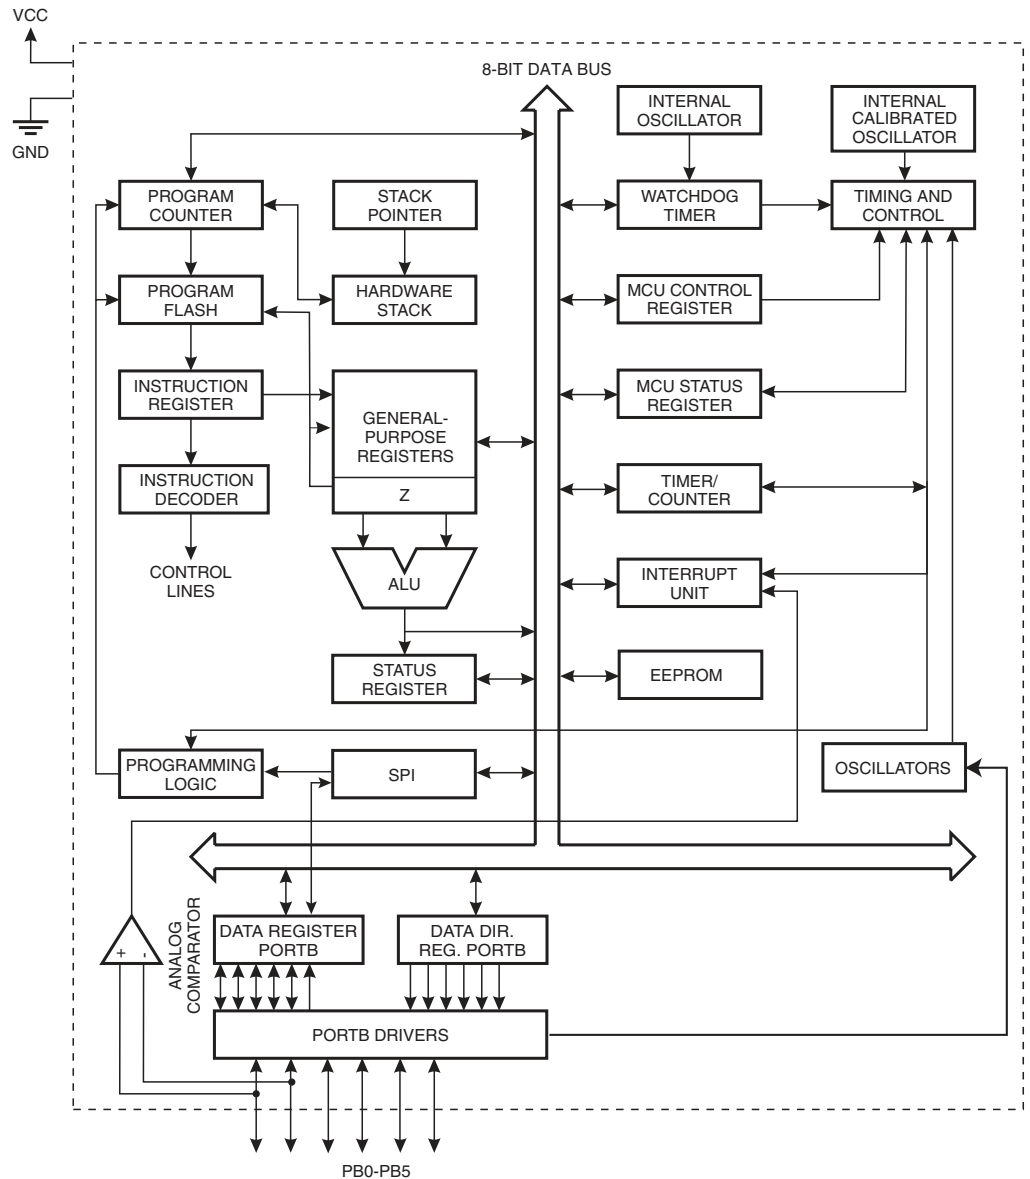 VCC
GND
8-BIT DATA BUS
INTERNAL
OSCILLATOR
INTERNAL
CALIBRATED
OSCILLATOR
PROGRAM
COUNTER
STACK
POINTER
WATCHDOG
TIMER
TIMING AND
CONTROL
PROGRAM
FLASH
HARDWARE
STACK
MCU CONTROL
REGISTER
INSTRUCTION
REGISTER
GENERAL-
PURPOSE
REGISTERS
Z
MCU STATUS
REGISTER
INSTRUCTION
DECODER
TIMER/
COUNTER
CONTROL
LINES
ALU
INTERRUPT
UNIT
STATUS
REGISTER
EEPROM
PROGRAMMING
LOGIC
SPI
OSCILLATORS
ANALOG
COMPARATOR
+ -
DATA REGISTER
PORTB
DATA DIR.
REG. PORTB
PORTB DRIVERS
PB0-PB5